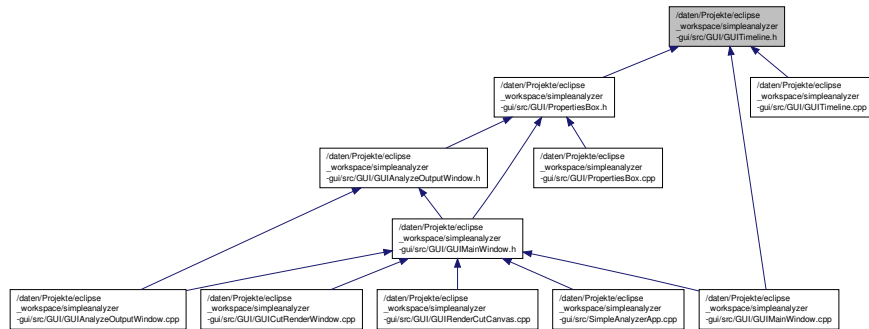 /daten/Projekte/eclipse
_workspace/simpleanalyzer
-gui/src/GUI/GUITimeline.h
/daten/Projekte/eclipse
_workspace/simpleanalyzer
-gui/src/GUI/PropertiesBox.h
/daten/Projekte/eclipse
_workspace/simpleanalyzer
-gui/src/GUI/GUITimeline.cpp
/daten/Projekte/eclipse
_workspace/simpleanalyzer
-gui/src/GUI/GUIAnalyzeOutputWindow.h
/daten/Projekte/eclipse
_workspace/simpleanalyzer
-gui/src/GUI/PropertiesBox.cpp
/daten/Projekte/eclipse
_workspace/simpleanalyzer
-gui/src/GUI/GUIMainWindow.h
/daten/Projekte/eclipse
_workspace/simpleanalyzer
-gui/src/GUI/GUIAnalyzeOutputWindow.cpp
/daten/Projekte/eclipse
_workspace/simpleanalyzer
-gui/src/GUI/GUICutRenderWindow.cpp
/daten/Projekte/eclipse
_workspace/simpleanalyzer
-gui/src/GUI/GUIRenderCutCanvas.cpp
/daten/Projekte/eclipse
_workspace/simpleanalyzer
-gui/src/SimpleAnalyzerApp.cpp
/daten/Projekte/eclipse
_workspace/simpleanalyzer
-gui/src/GUI/GUIMainWindow.cpp